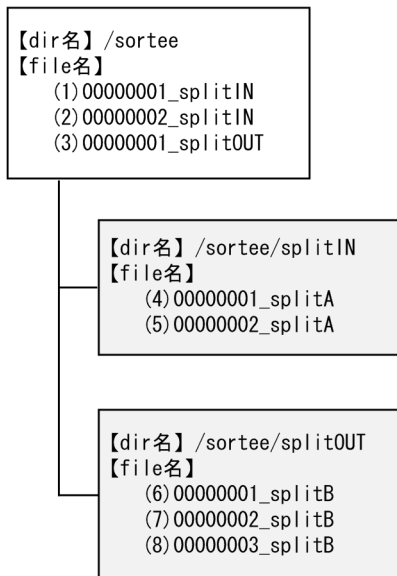 【dir名】/sortee
【file名】
(1)00000001_splitIN
(2)00000002_splitIN
(3)00000001_splitOUT
【dir名】/sortee/splitIN
【file名】
(4)00000001_splitA
(5)00000002_splitA
【dir名】/sortee/splitOUT
【file名】
(6)00000001_splitB
(7)00000002_splitB
(8)00000003_splitB